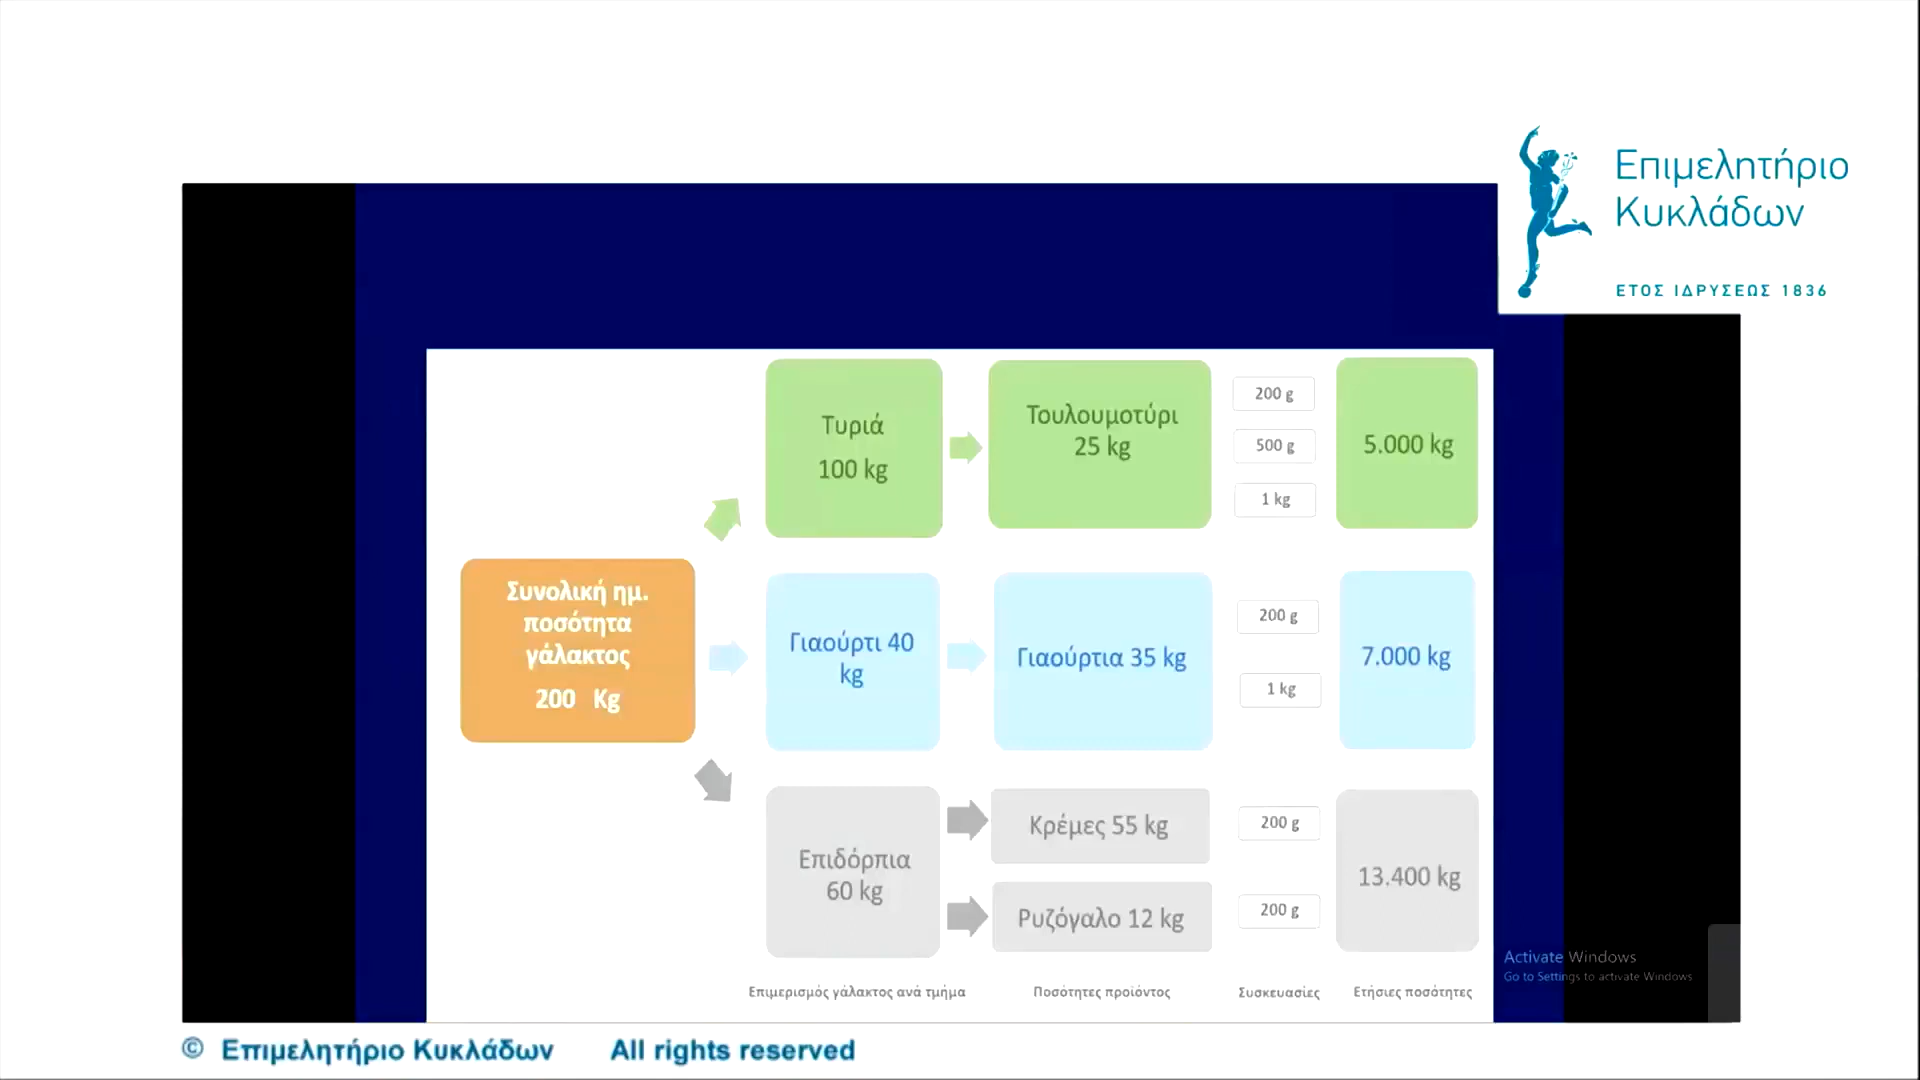 Επιμελητήριο
Κυκλάδων
ΕΤΟΣ ΙΔΡΥΣΕΩΣ 1836
Συνολική ημ.
ποσότητα
γάλακτος
200 Kg
Τυριά
100 kg
Τουλουμοτύρι
25 kg
200 g
500 g
1 kg
5.000 kg
Γιαούρτι 40
kg
Γιαούρτια 35 kg
200 g
1 kg
7.000 kg
Επιδόρπια
60 kg
Κρέμες 55 kg
200 g
Ρυζόγαλο 12 kg
200 g
13.400 kg
Επιμερισμός γάλακτος ανά τμήμα
Ποσότητες προϊόντος
Συσκευασίες
Ετήσιες ποσότητες
Activate Windows
Go to Settings to activate Windows
© Επιμελητήριο Κυκλάδων All rights reserved